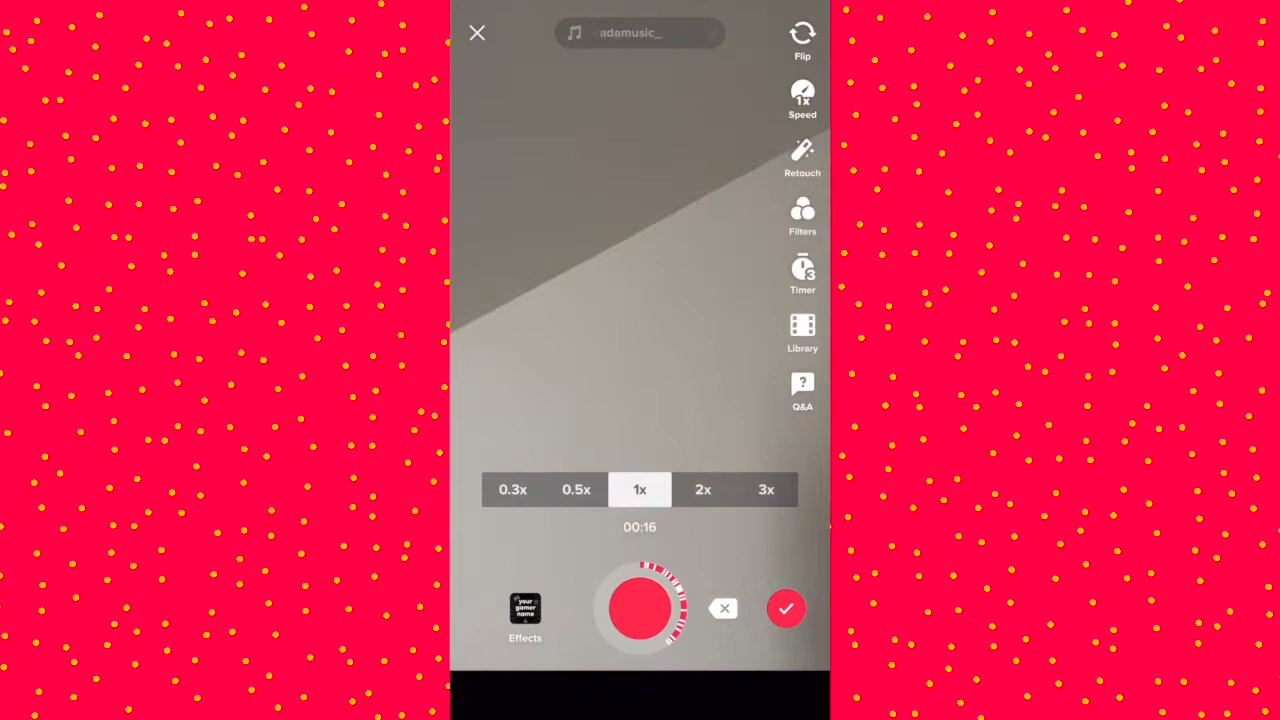 · adamusic_
Flip
1x
Speed
Retouch
Filters
3
Timer
Library
?
Q&A
0.3x 0.5x 1x 2x 3x
00:16
your
gamer
name
Effects